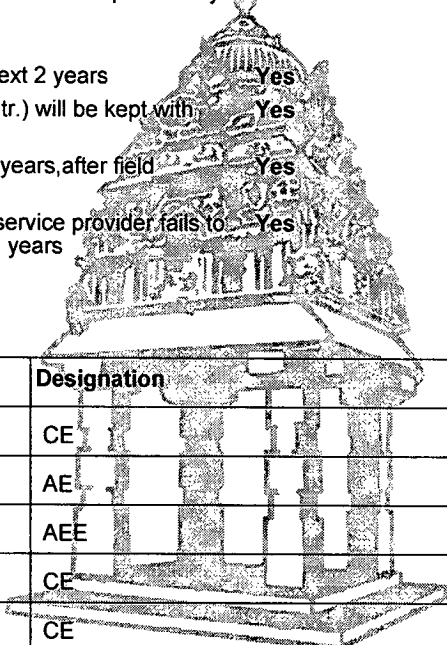 ext 2 years Yes
tr.) will be kept with Yes
years,after field Yes
service provider fails to Yes
years
Designation
CE
AE
AEE
CE
CE